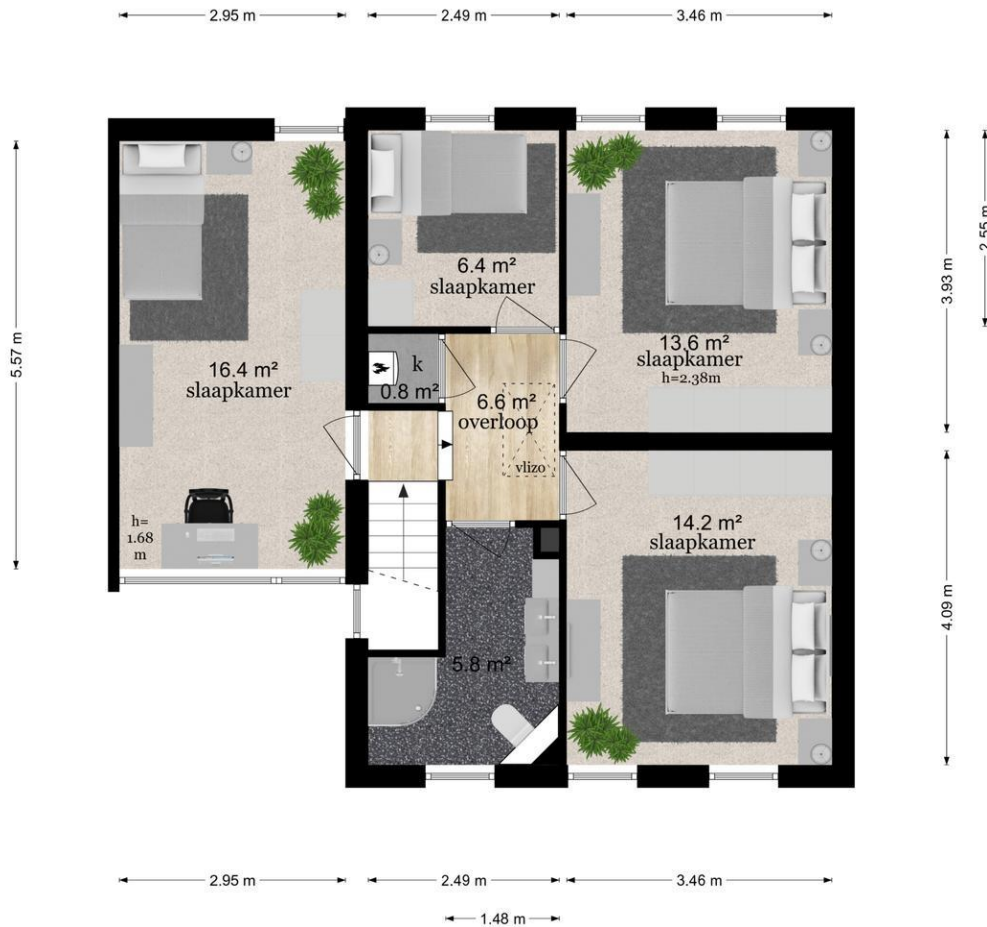 2.95 m
2.49 m
3.46 m
5.57 m
3.93 m
2.55 m
6.4 m²
slaapkamer
13.6 m²
slaapkamer
h=2.38m
16.4 m²
slaapkamer
k
0.8 m²
6.6 m²
overloop
vlizo
h=
1.68
m
14.2 m²
slaapkamer
4.09 m
5.8 m²
2.95 m
2.49 m
3.46 m
1.48 m